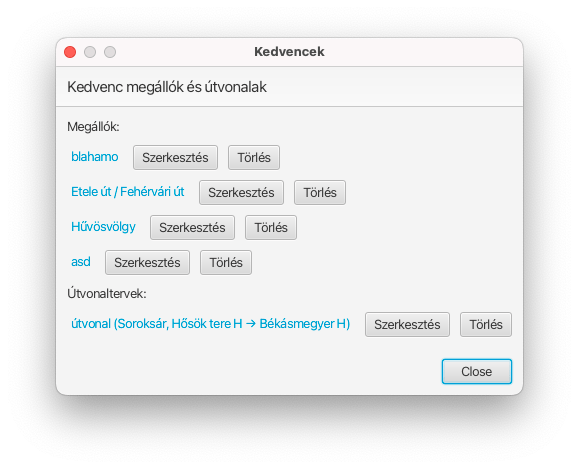 Kedvencek
Kedvenc megállók és útvonalak
Megállók:
blahamo Szerkesztés Törlés
Etele út / Fehérvári út Szerkesztés Törlés
Hűvösvölgy Szerkesztés Törlés
asd Szerkesztés Törlés
Útvonaltervek:
útvonal (Soroksár, Hősök tere H → Békásmegyer H) Szerkesztés Törlés
Close